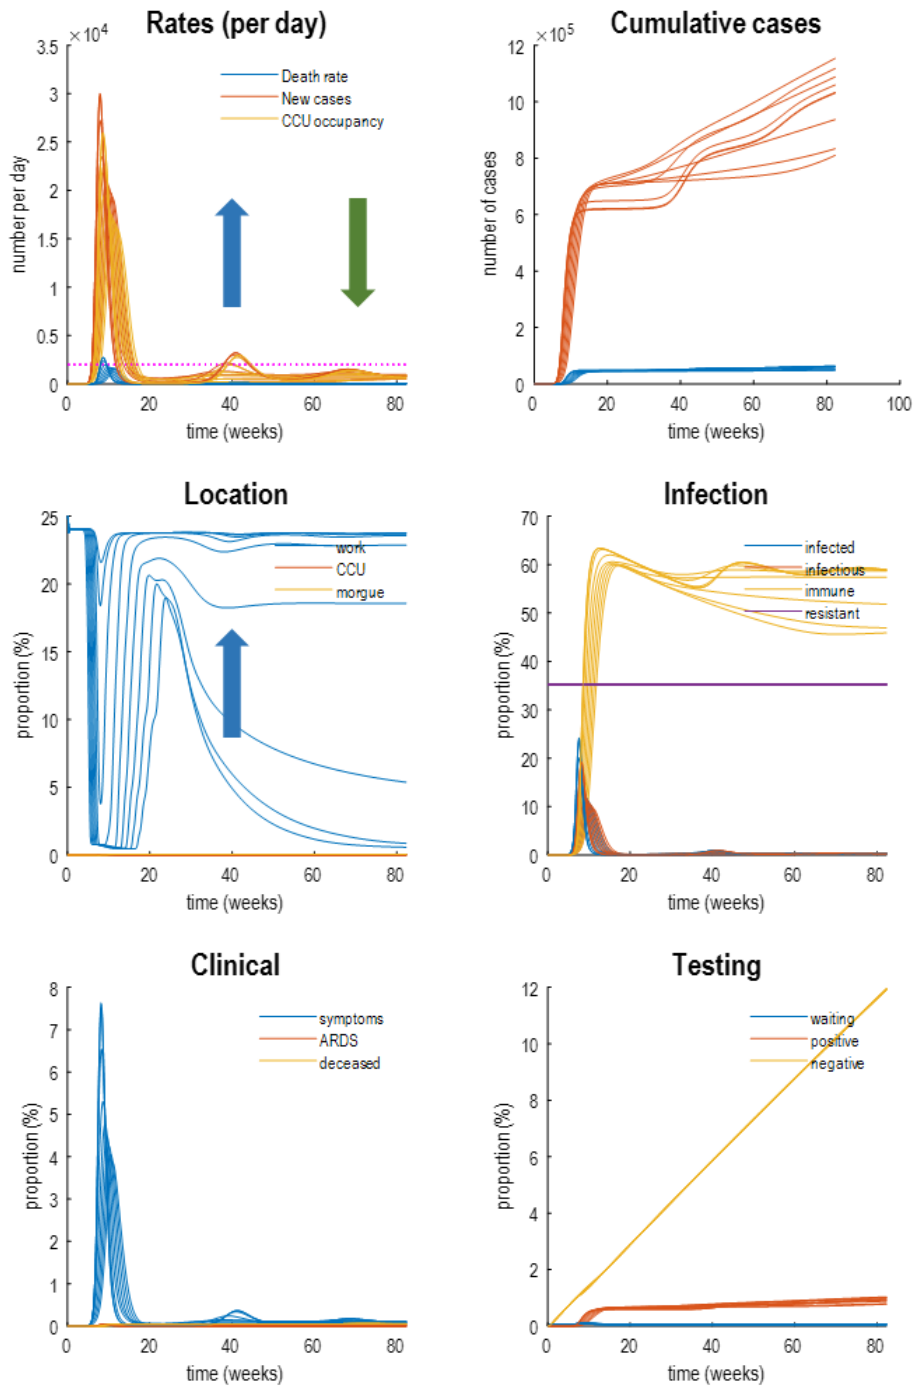 Rates (per day)
×10⁴
3.5
3
2.5
2
1.5
1
0.5
0
number per day
Death rate
New cases
CCU occupancy
0 20 40 60 80
time (weeks)
Cumulative cases
×10⁵
12
10
8
6
4
2
0
number of cases
0 20 40 60 80 100
time (weeks)
Location
25
20
15
10
5
0
proportion (%)
work
CCU
morgue
0 20 40 60 80
time (weeks)
Infection
70
60
50
40
30
20
10
0
proportion (%)
infected
infectious
immune
resistant
0 20 40 60 80
time (weeks)
Clinical
8
7
6
5
4
3
2
1
0
proportion (%)
symptoms
ARDS
deceased
0 20 40 60 80
time (weeks)
Testing
12
10
8
6
4
2
0
proportion (%)
waiting
positive
negative
0 20 40 60 80
time (weeks)